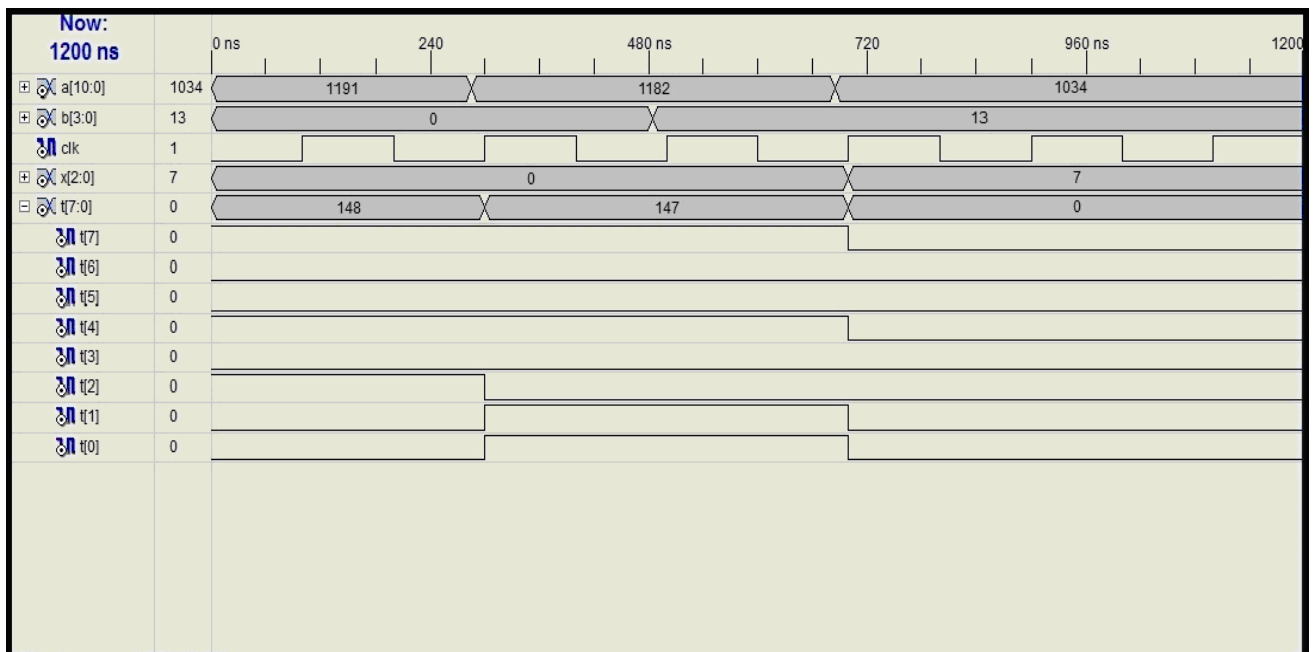 Now:
1200 ns
0 ns 240 480 ns 720 960 ns 1200
a[10:0] 1034 1191 1182 1034
b[3:0] 13 0 13
clk 1
x[2:0] 7 0 7
t[7:0] 0 148 147 0
t[7] 0
t[6] 0
t[5] 0
t[4] 0
t[3] 0
t[2] 0
t[1] 0
t[0] 0